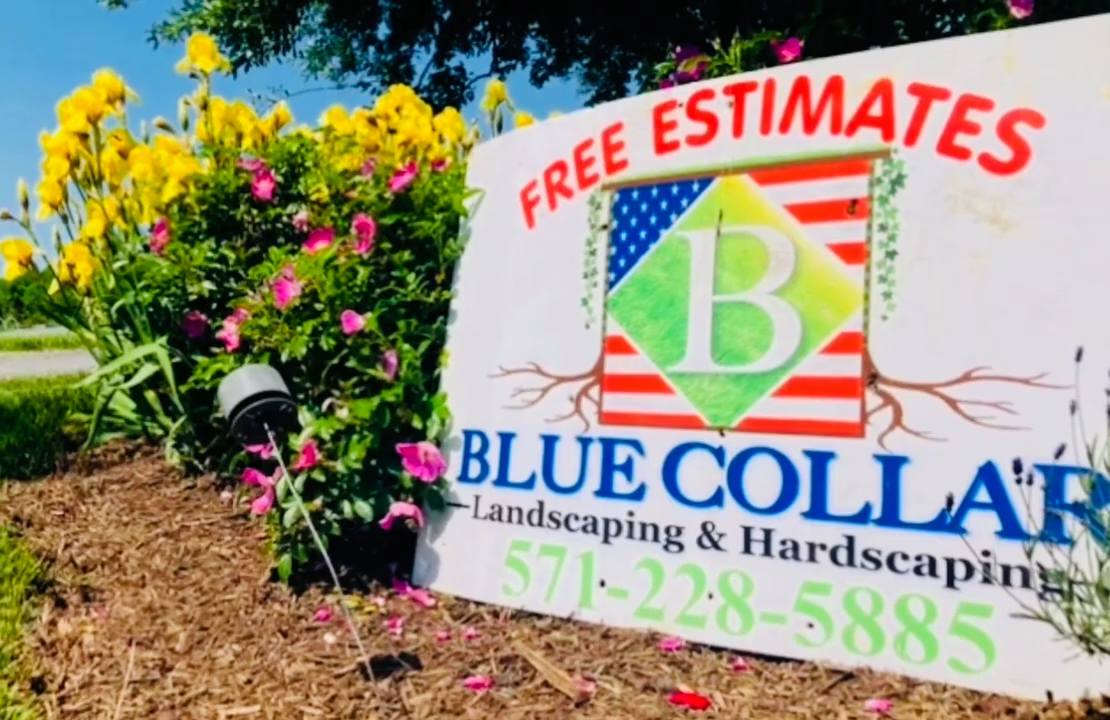 FREE ESTIMATES
B
BLUE COLLAR
Landscaping & Hardscaping
571-228-5885